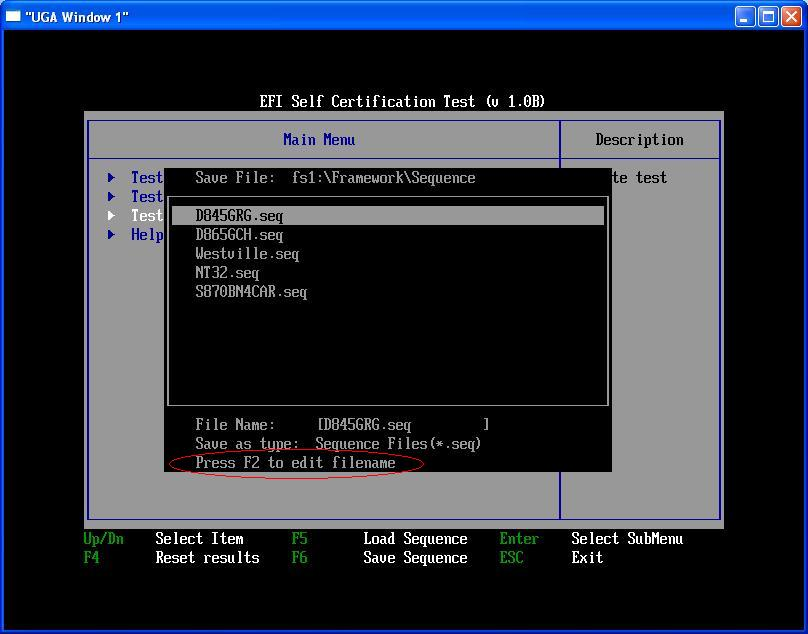 "UGA Window 1"
EFI Self Certification Test (v 1.0B)
Main Menu
Description
Test
Save File: fs1:\Framework\Sequence
te test
Test
Test
Help
D845GRG.seq
D865GCH.seq
Westville.seq
NT32.seq
S870BN4CAR.seq
File Name: [D845GRG.seq ]
Save as type: Sequence Files(*.seq)
Press F2 to edit filename
Up/Dn Select Item F5 Load Sequence Enter Select SubMenu
F4 Reset results F6 Save Sequence ESC Exit